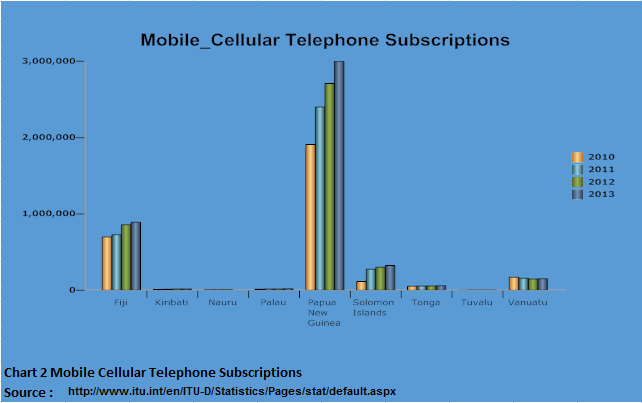 Mobile_Cellular Telephone Subscriptions
3,000,000
2,000,000
1,000,000
0
2010
2011
2012
2013
Fiji Kiribati Nauru Palau Papua New Guinea Solomon Islands Tonga Tuvalu Vanuatu
Chart 2 Mobile Cellular Telephone Subscriptions
Source : http://www.itu.int/en/ITU-D/Statistics/Pages/stat/default.aspx